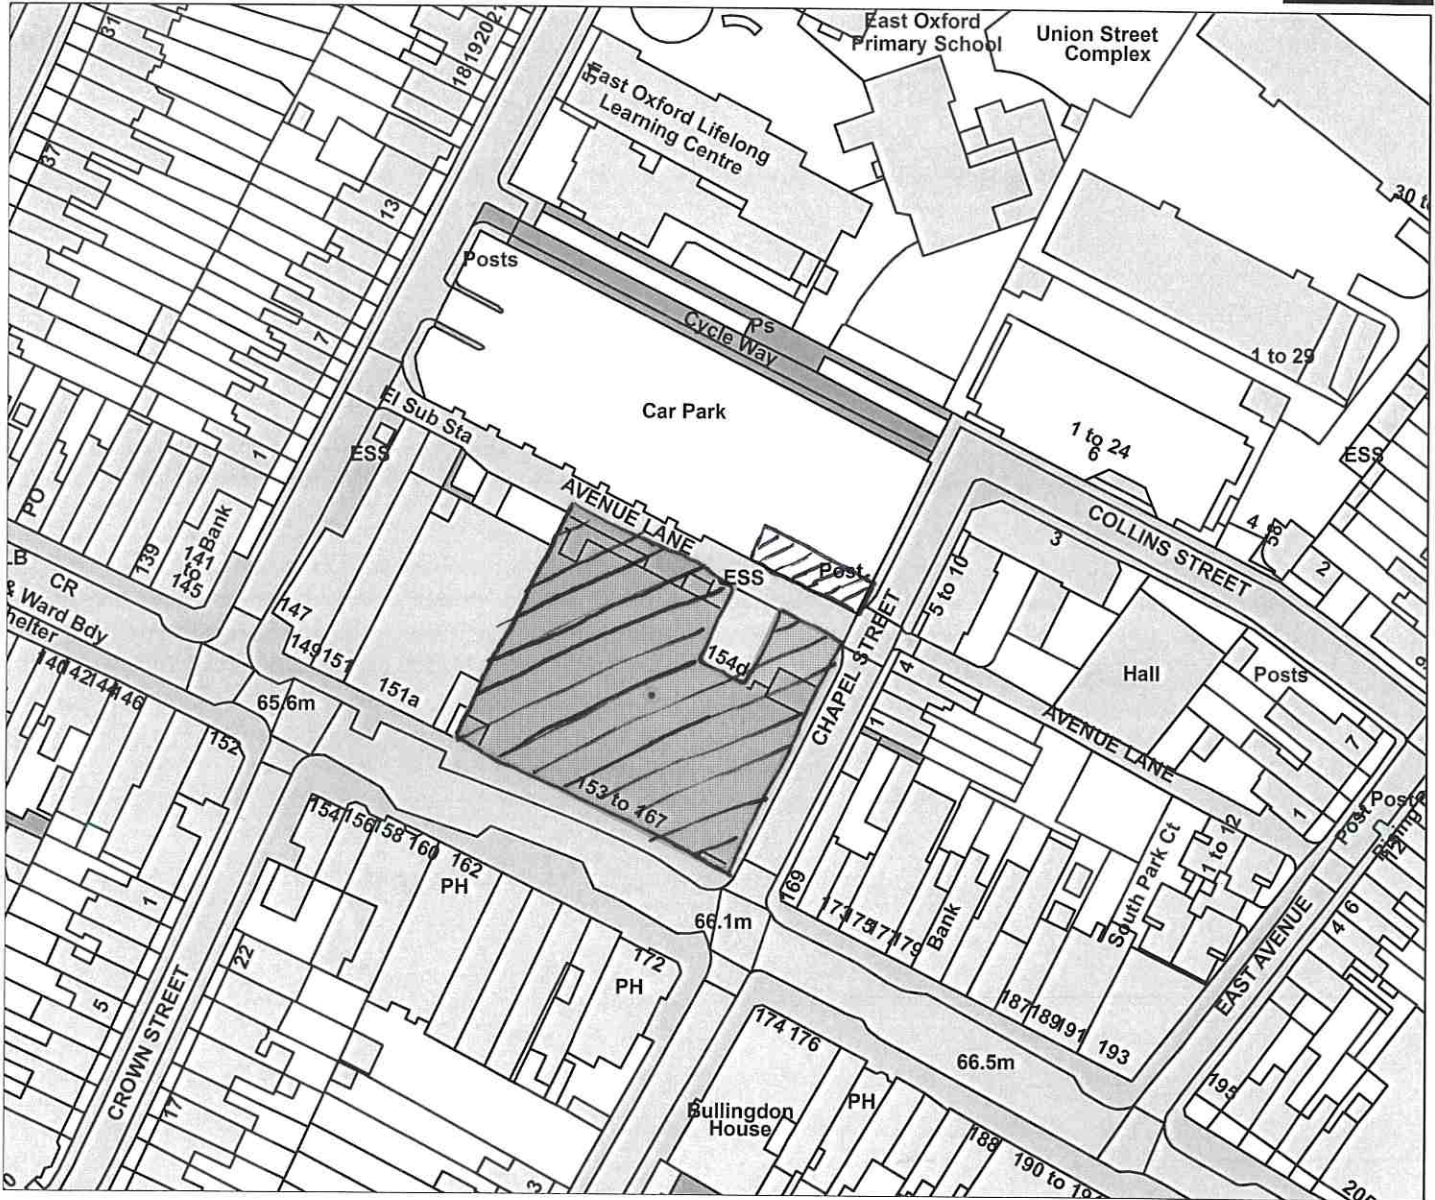 31
37
18
19
20
21
East Oxford
Primary School
Union Street
Complex
51
East Oxford Lifelong
Learning Centre
13
Posts
Ps
Cycle Way
7
Car Park
1 to 29
1 to 24
6
ESS
El Sub Sta
ESS
1
PO
Bank
139
141
to
145
LB
CR
& Ward Bdy
AVENUE LANE
ESS
Post
COLLINS STREET
3
4
58
2
5 to 10
147
149
151
151a
154d
CHAPEL STREET
4
1
Hall
Posts
AVENUE LANE
7
1
140
142
144
146
65.6m
152
153 to 167
154
156
158
160
162
PH
169
173
175
177
179
Bank
South Park Ct
1 to 12
Post
EAST AVENUE
4
6
66.1m
1
5
22
CROWN STREET
17
172
PH
187
189
191
193
195
66.5m
174
176
Bullingdon
House
PH
188
3